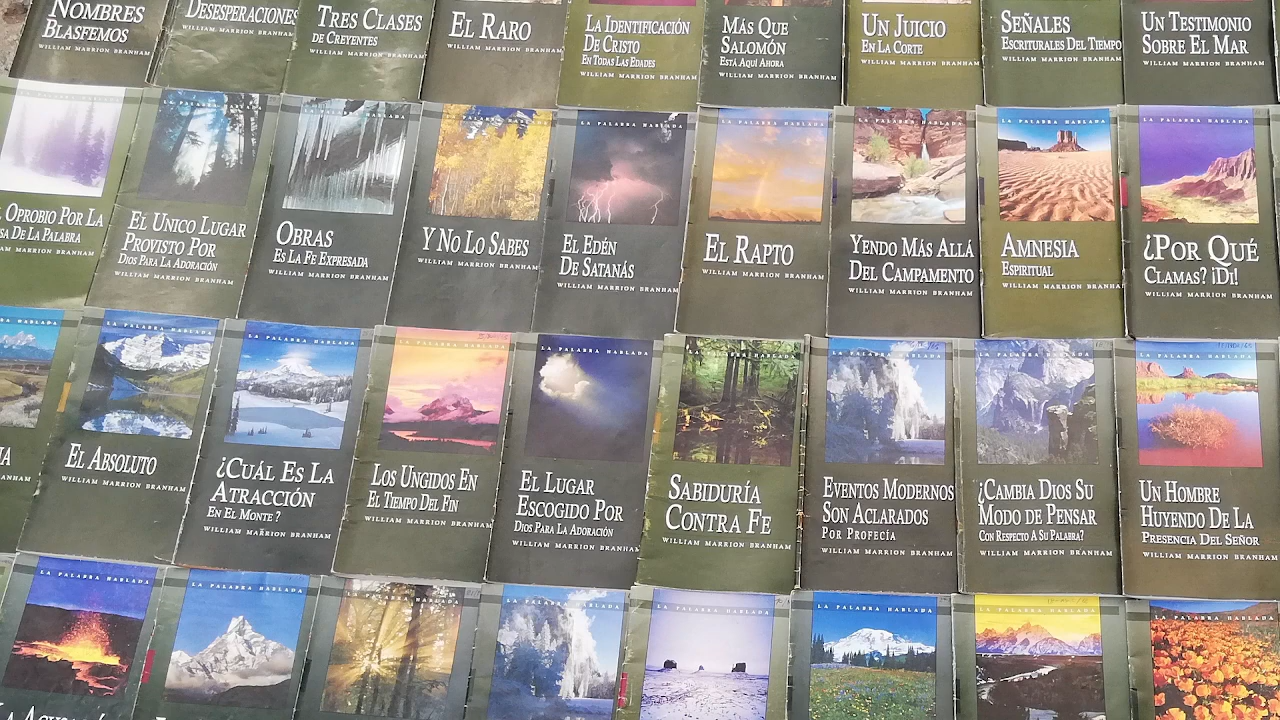 NOMBRES
BLASFEMOS
WILLIAM MARRION BRANHAM
DESESPERACIONES
WILLIAM MARRION BRANHAM
TRES CLASES
DE CREYENTES
WILLIAM MARRION BRANHAM
EL RARO
WILLIAM MARRION BRANHAM
LA IDENTIFICACIÓN
DE CRISTO
EN TODAS LAS EDADES
WILLIAM MARRION BRANHAM
MÁS QUE
SALOMÓN
ESTÁ AQUÍ AHORA
WILLIAM MARRION BRANHAM
UN JUICIO
EN LA CORTE
WILLIAM MARRION BRANHAM
SEÑALES
ESCRITURALES DEL TIEMPO
WILLIAM MARRION BRANHAM
UN TESTIMONIO
SOBRE EL MAR
WILLIAM MARRION BRANHAM
OPROBIO POR LA
DE LA PALABRA
WILLIAM MARRION BRANHAM
EL UNICO LUGAR
PROVISTO POR
DIOS PARA LA ADORACIÓN
WILLIAM MARRION BRANHAM
OBRAS
ES LA FE EXPRESADA
WILLIAM MARRION BRANHAM
Y NO LO SABES
WILLIAM MARRION BRANHAM
LA PALABRA HABLADA
EL EDÉN
DE SATANÁS
WILLIAM MARRION BRANHAM
LA PALABRA HABLADA
EL RAPTO
WILLIAM MARRION BRANHAM
LA PALABRA HABLADA
YENDO MÁS ALLÁ
DEL CAMPAMENTO
WILLIAM MARRION BRANHAM
LA PALABRA HABLADA
AMNESIA
ESPIRITUAL
WILLIAM MARRION BRANHAM
LA PALABRA HABLADA
¿POR QUÉ
CLAMAS? ¡DI!
WILLIAM MARRION BRANHAM
LA PALABRA HABLADA
EL ABSOLUTO
WILLIAM MARRION BRANHAM
LA PALABRA HABLADA
¿CUÁL ES LA
ATRACCIÓN
EN EL MONTE?
WILLIAM MARRION BRANHAM
LA PALABRA HABLADA
LOS UNGIDOS EN
EL TIEMPO DEL FIN
WILLIAM MARRION BRANHAM
LA PALABRA HABLADA
EL LUGAR
ESCOGIDO POR
DIOS PARA LA ADORACIÓN
WILLIAM MARRION BRANHAM
LA PALABRA HABLADA
SABIDURÍA
CONTRA FE
WILLIAM MARRION BRANHAM
LA PALABRA HABLADA
EVENTOS MODERNOS
SON ACLARADOS
POR PROFECÍA
WILLIAM MARRION BRANHAM
LA PALABRA HABLADA
¿CAMBIA DIOS SU
MODO DE PENSAR
CON RESPECTO A SU PALABRA?
WILLIAM MARRION BRANHAM
LA PALABRA HABLADA
UN HOMBRE
HUYENDO DE LA
PRESENCIA DEL SEÑOR
WILLIAM MARRION BRANHAM
LA PALABRA HABLADA
LA PALABRA HABLADA
LA PALABRA HABLADA
LA PALABRA HABLADA
LA PALABRA HABLADA
LA PALABRA HABLADA
LA PALABRA HABLADA
LA PALABRA HABLADA